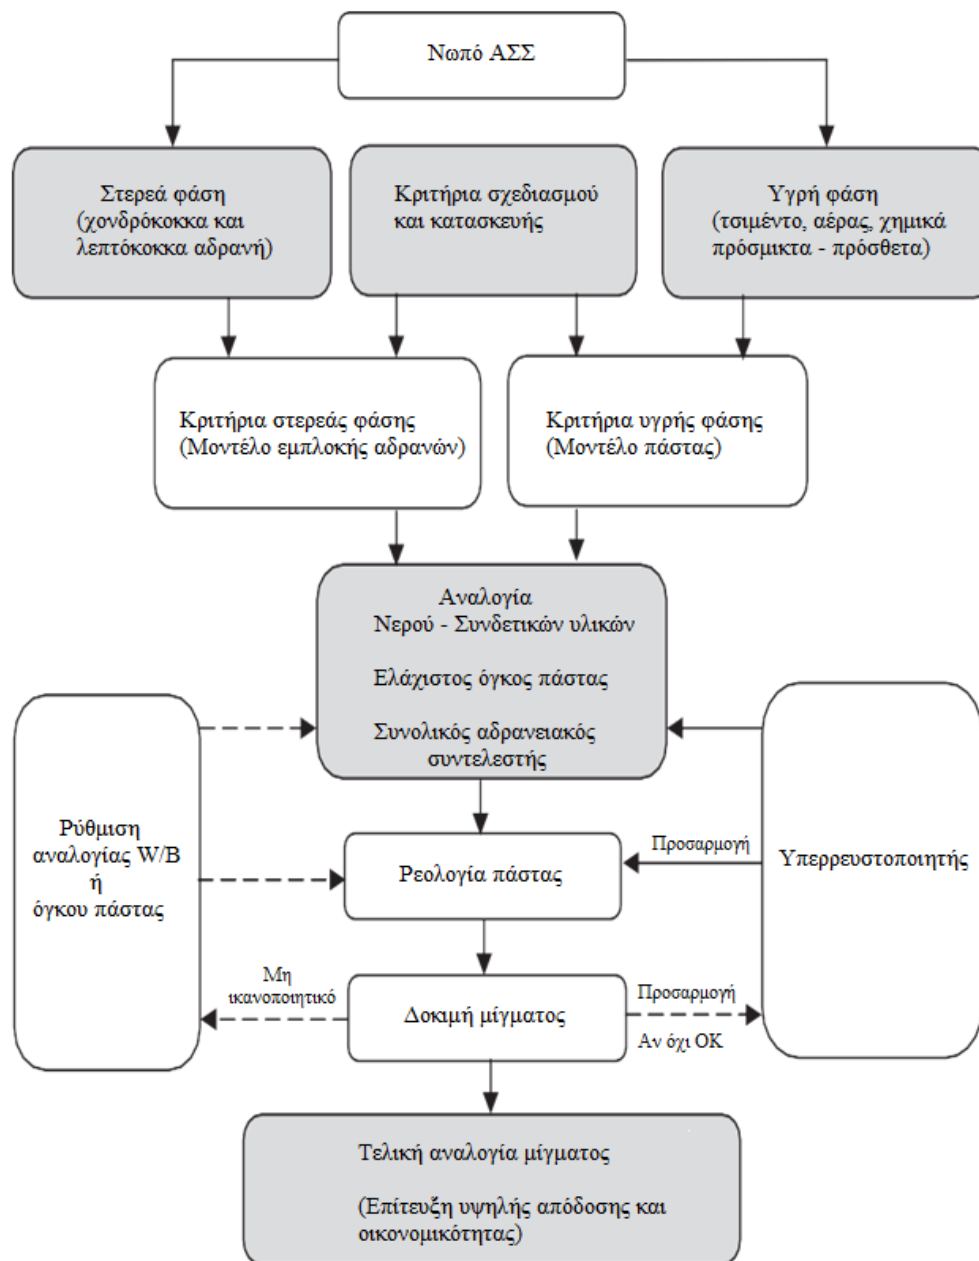 Νωπό ΑΣΣ
Στερεά φάση
(χονδρόκοκκα και
λεπτόκοκκα αδρανή)
Κριτήρια σχεδιασμού
και κατασκευής
Υγρή φάση
(τσιμέντο, αέρας, χημικά
πρόσμικτα - πρόσθετα)
Κριτήρια στερεάς φάσης
(Μοντέλο εμπλοκής αδρανών)
Κριτήρια υγρής φάσης
(Μοντέλο πάστας)
Αναλογία
Νερού - Συνδετικών υλικών
Ελάχιστος όγκος πάστας
Συνολικός αδρανειακός
συντελεστής
Ρύθμιση
αναλογίας W/B
ή
όγκου πάστας
Ρεολογία πάστας
Προσαρμογή
Υπερρευστοποιητής
Μη
ικανοποιητικό
Δοκιμή μίγματος
Προσαρμογή
Αν όχι ΟΚ
Τελική αναλογία μίγματος
(Επίτευξη υψηλής απόδοσης και
οικονομικότητας)